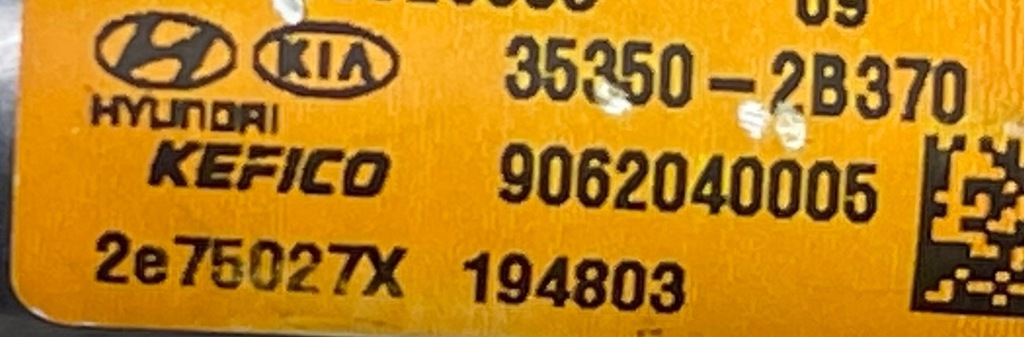 09
KIA 35350-2B370
HYUNDAI
KEFICO 9062040005
2e75027X 194803